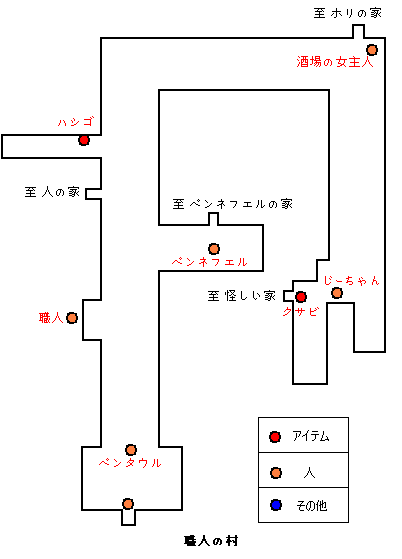 至 ホリの家
酒場の女主人
ハシゴ
至 人の家
至 ペンネフェルの家
ペンネフェル
じーちゃん
至 怪しい家
クサビ
職人
ペンタウル
アイテム
人
その他
職人の村